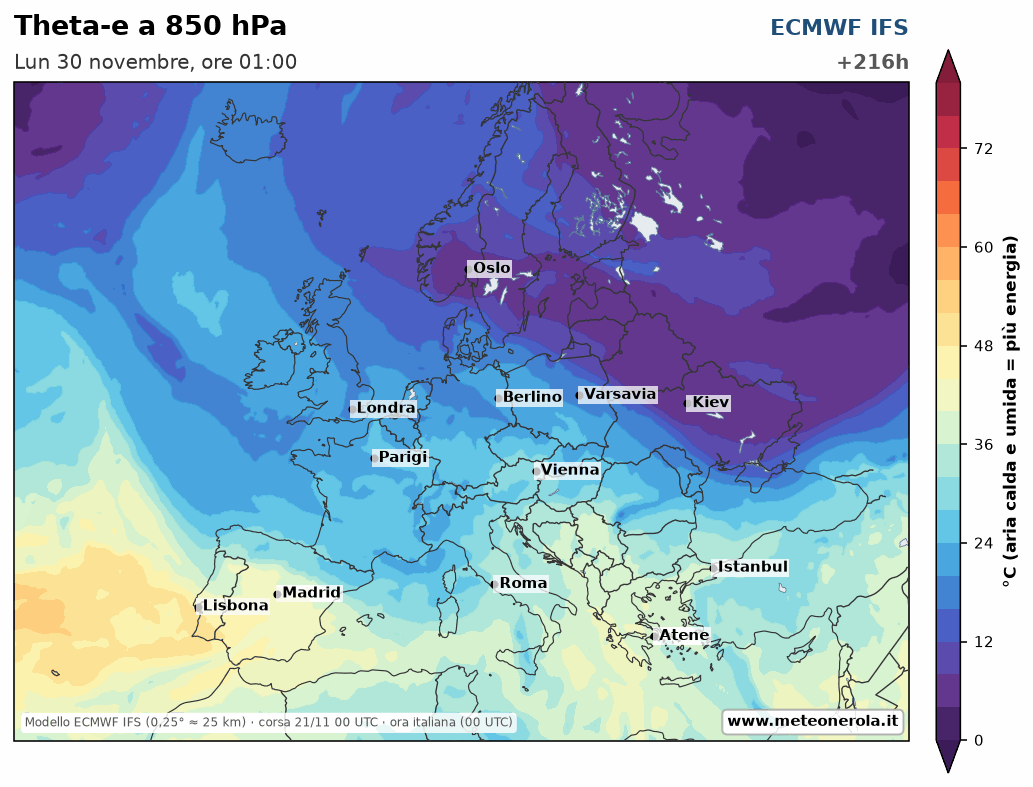 Theta-e a 850 hPa
ECMWF IFS
Lun 30 novembre, ore 01:00
+216h
72
60
48
36
24
12
0
°C (aria calda e umida = più energia)
Oslo
Londra
Berlino
Varsavia
Kiev
Parigi
Vienna
Istanbul
Roma
Madrid
Lisbona
Atene
Modello ECMWF IFS (0,25° ≈ 25 km) · corsa 21/11 00 UTC · ora italiana (00 UTC)
www.meteonerola.it